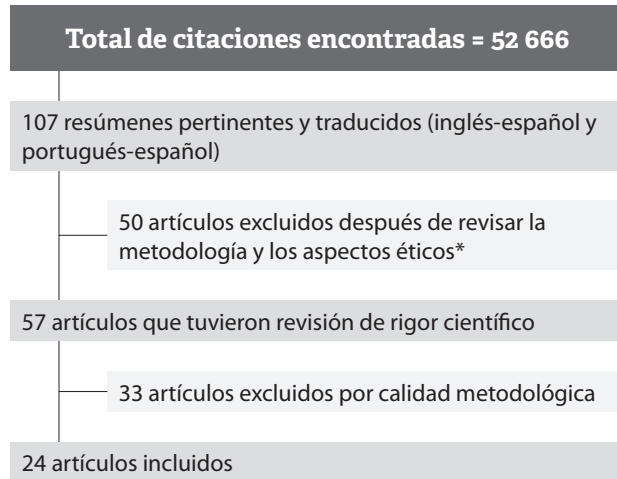 Total de citaciones encontradas = 52 666
107 resúmenes pertinentes y traducidos (inglés-español y
portugués-español)
50 artículos excluidos después de revisar la
metodología y los aspectos éticos*
57 artículos que tuvieron revisión de rigor científico
33 artículos excluidos por calidad metodológica
24 artículos incluidos